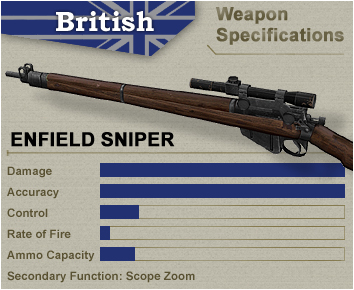 British
Weapon
Specifications
ENFIELD SNIPER
Damage
Accuracy
Control
Rate of Fire
Ammo Capacity
Secondary Function: Scope Zoom